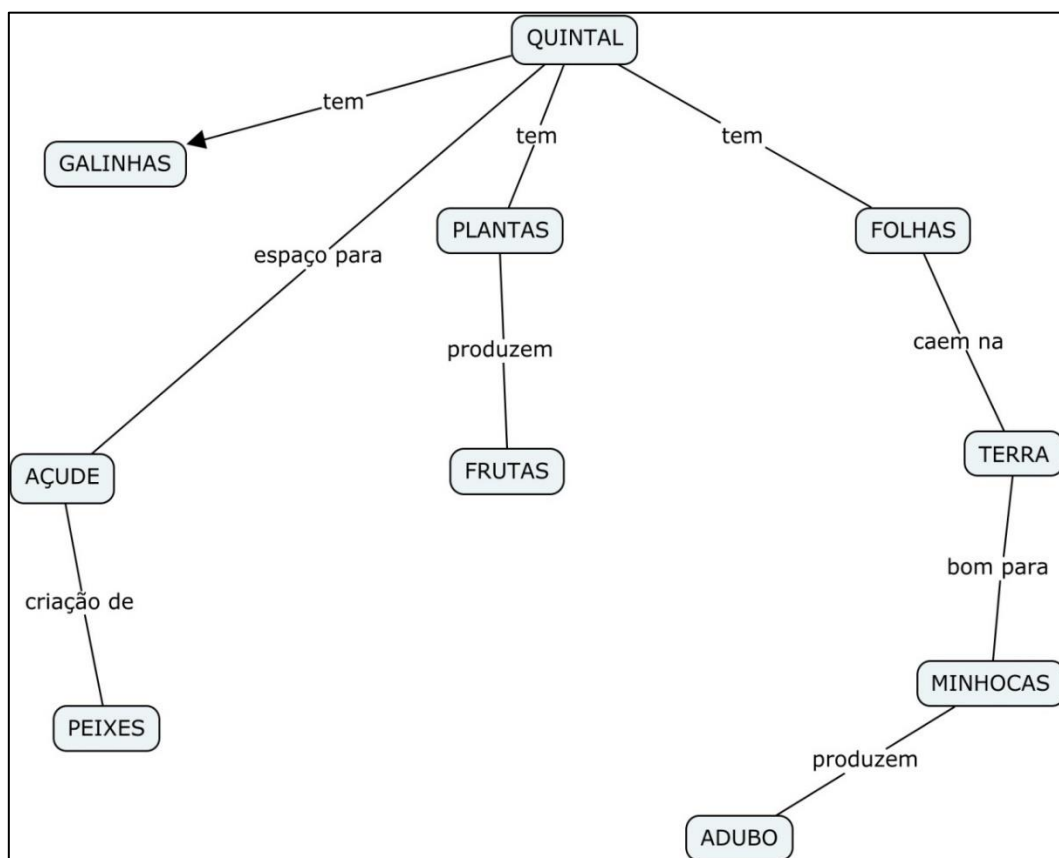 QUINTAL
tem
tem
tem
GALINHAS
PLANTAS
FOLHAS
espaço para
produzem
caem na
AÇUDE
FRUTAS
TERRA
criação de
bom para
PEIXES
MINHOCAS
produzem
ADUBO